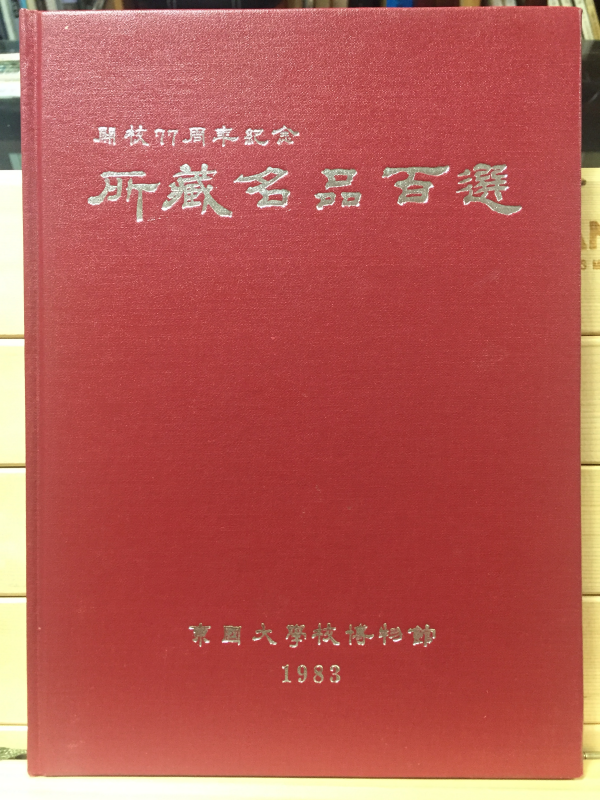 開校77周年紀念
所藏名品百選
東國大學校博物館
1983